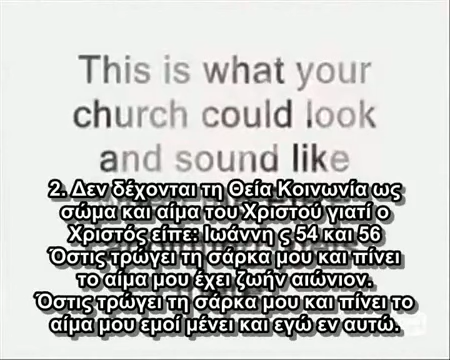 This is what your
church could look
and sound like
2. Δεν δέχονται τη Θεία Κοινωνία ως
σώμα και αίμα του Χριστού γιατί ο
Χριστός είπε: Ιωάννη ς 54 και 56
Όστις τρώγει τη σάρκα μου και πίνει
το αίμα μου έχει ζωήν αιώνιον.
Όστις τρώγει τη σάρκα μου και πίνει το
αίμα μου εμοί μένει και εγώ εν αυτώ.